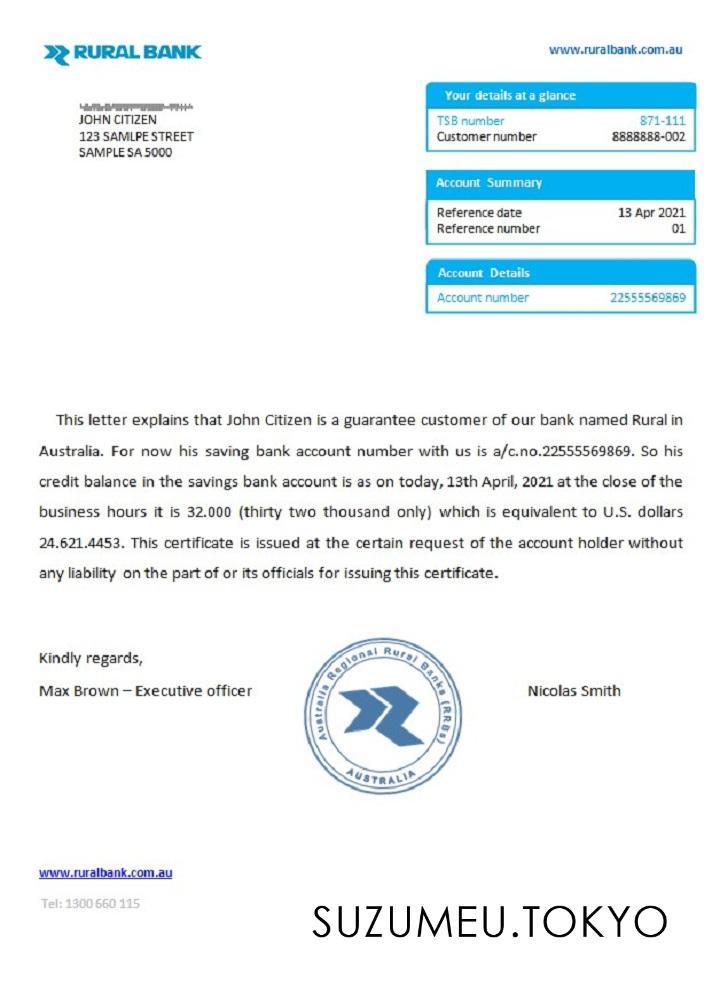 RURAL BANK
www.ruralbank.com.au
JOHN CITIZEN
123 SAMLPE STREET
SAMPLE SA 5000
Your details at a glance
TSB number 871-111
Customer number 8888888-002
Account Summary
Reference date 13 Apr 2021
Reference number 01
Account Details
Account number 22555569869
This letter explains that John Citizen is a guarantee customer of our bank named Rural in
Australia. For now his saving bank account number with us is a/c.no.22555569869. So his
credit balance in the savings bank account is as on today, 13th April, 2021 at the close of the
business hours it is 32.000 (thirty two thousand only) which is equivalent to U.S. dollars
24.621.4453. This certificate is issued at the certain request of the account holder without
any liability on the part of or its officials for issuing this certificate.
Kindly regards,
Max Brown – Executive officer
Australia Regional Rural Banks (RRBs)
AUSTRALIA
Nicolas Smith
www.ruralbank.com.au
Tel: 1300 660 115
SUZUMEU.TOKYO